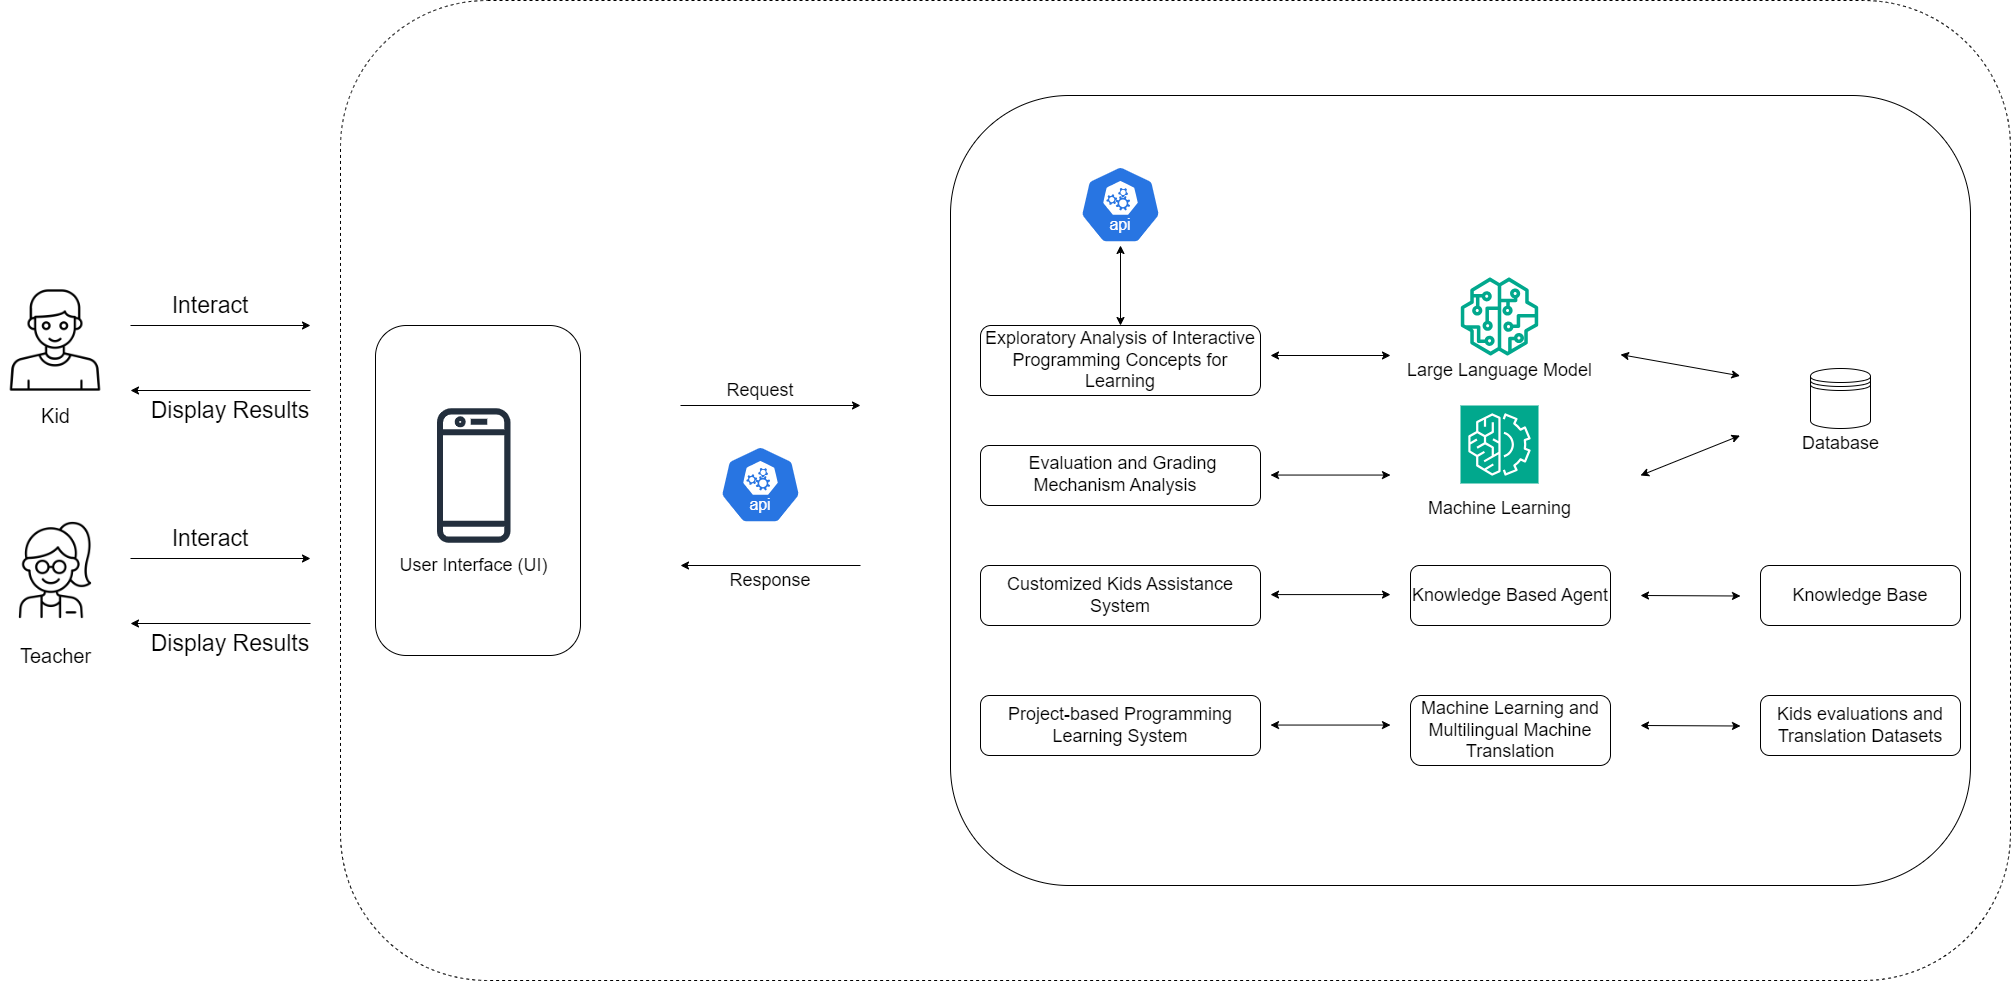 Interact
Display Results
Kid
Interact
Display Results
Teacher
User Interface (UI)
Request
api
Response
api
Exploratory Analysis of Interactive
Programming Concepts for
Learning
Large Language Model
Evaluation and Grading
Mechanism Analysis
Machine Learning
Database
Customized Kids Assistance
System
Knowledge Based Agent
Knowledge Base
Project-based Programming
Learning System
Machine Learning and
Multilingual Machine
Translation
Kids evaluations and
Translation Datasets